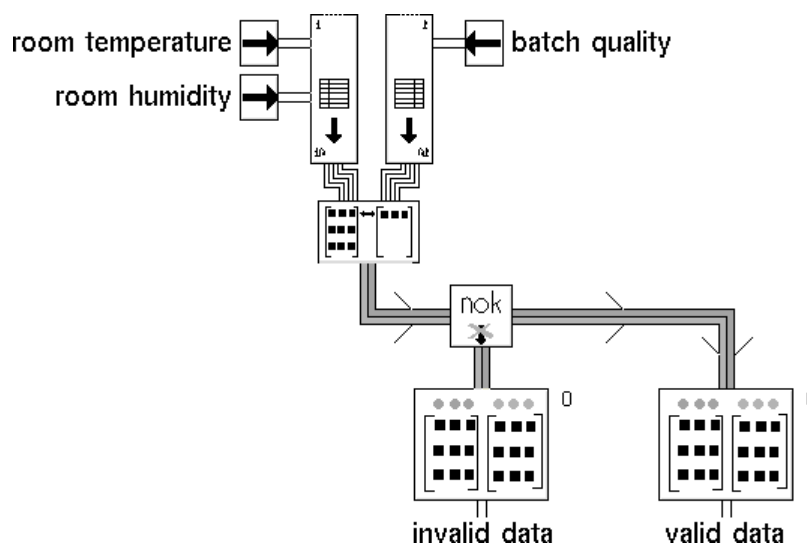 room temperature
batch quality
room humidity
nok
0
invalid data
valid data